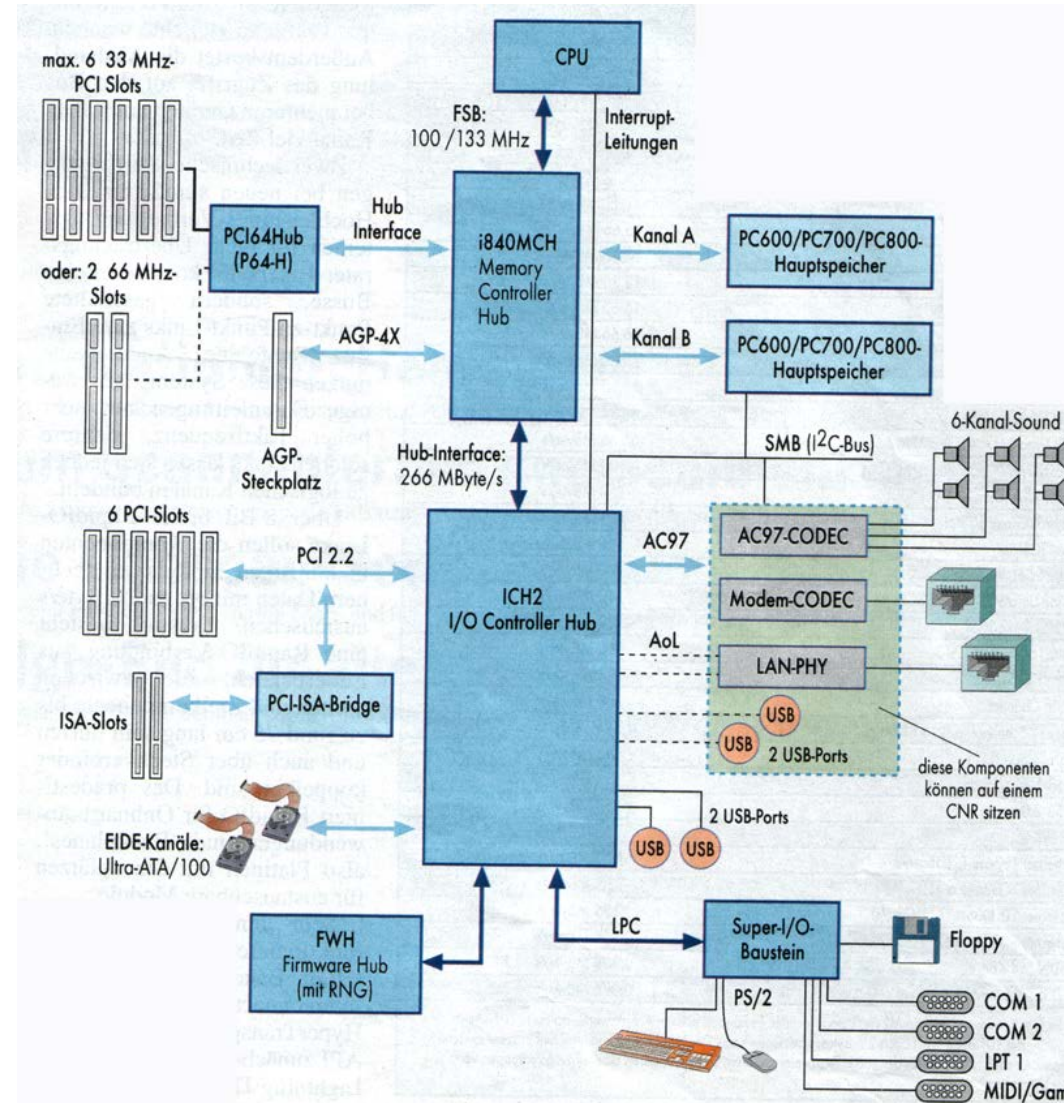 max. 6 33 MHz-
PCI Slots
CPU
FSB:
100/133 MHz
Interrupt-
Leitungen
PCI64Hub
(P64-H)
Hub
Interface
i840MCH
Memory
Controller
Hub
Kanal A
PC600/PC700/PC800-
Hauptspeicher
oder: 2 66 MHz-
Slots
AGP-4X
Kanal B
PC600/PC700/PC800-
Hauptspeicher
AGP-
Steckplatz
Hub-Interface:
266 MByte/s
SMB (I²C-Bus)
6-Kanal-Sound
6 PCI-Slots
PCI 2.2
ICH2
I/O Controller Hub
AC97
AC97-CODEC
Modem-CODEC
AoL
LAN-PHY
ISA-Slots
PCI-ISA-Bridge
USB
USB
2 USB-Ports
diese Komponenten
können auf einem
CNR sitzen
EIDE-Kanäle:
Ultra-ATA/100
2 USB-Ports
USB
USB
FWH
Firmware Hub
(mit RNG)
LPC
Super-I/O-
Baustein
Floppy
PS/2
COM 1
COM 2
LPT 1
MIDI/Gam